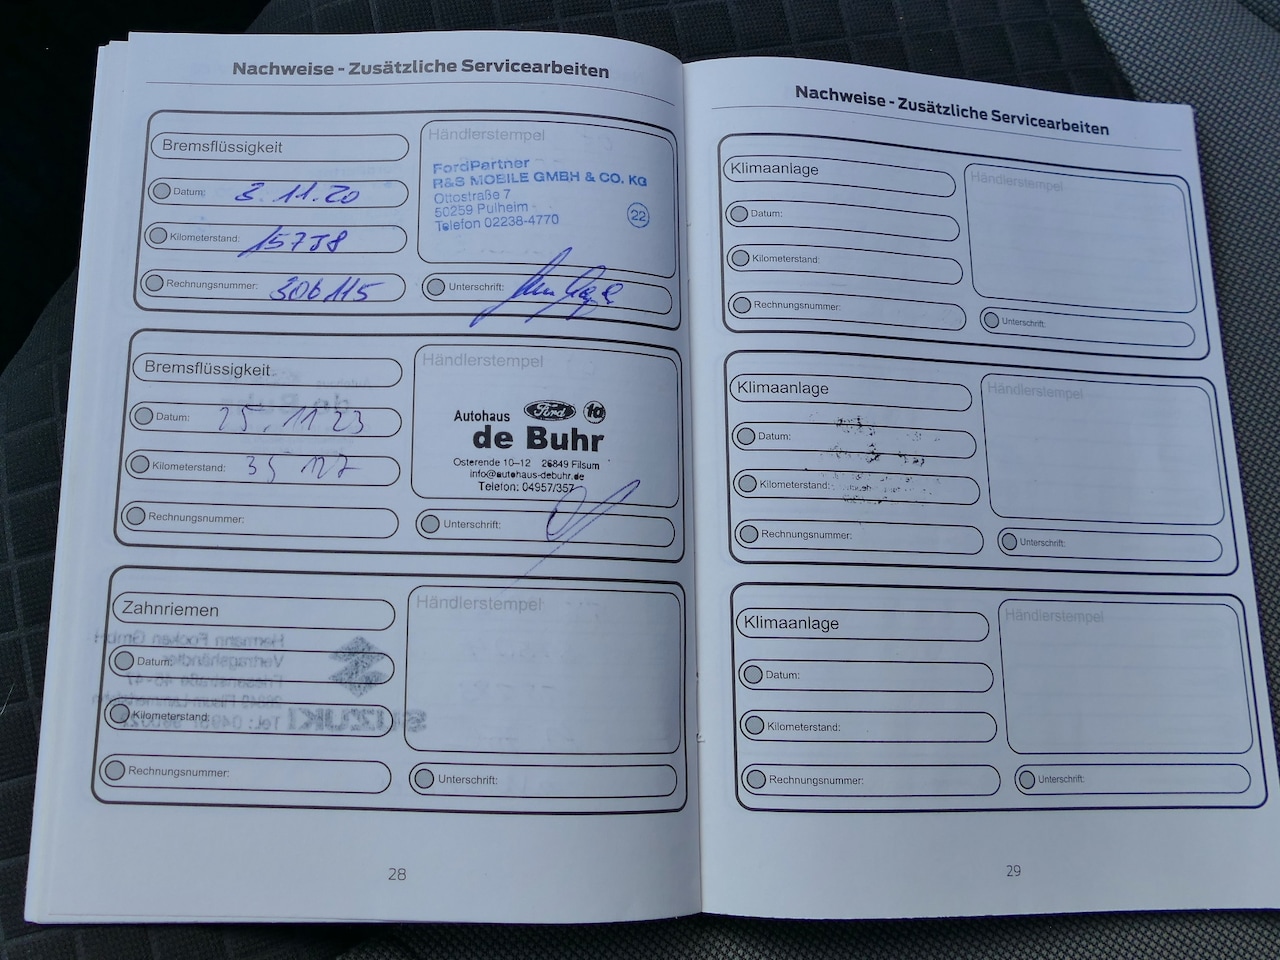 Nachweise - Zusätzliche Servicearbeiten
Bremsflüssigkeit
Datum: 3.11.20
Kilometerstand: 15738
Rechnungsnummer: 306115
Händlerstempel
FordPartner
R&S MOBILE GMBH & CO. KG
Ottostraße 7
50259 Pulheim
Telefon 02238-4770
22
Unterschrift:
Bremsflüssigkeit
Datum: 25.11.23
Kilometerstand: 35127
Rechnungsnummer:
Händlerstempel
Autohaus Ford
de Buhr
Osterende 10–12 26849 Filsum
info@autohaus-debuhr.de
Telefon: 04957/357
Unterschrift:
Zahnriemen
Datum:
Kilometerstand:
Rechnungsnummer:
Händlerstempel
Unterschrift:
SUZUKI
28
Nachweise - Zusätzliche Servicearbeiten
Klimaanlage
Datum:
Kilometerstand:
Rechnungsnummer:
Händlerstempel
Unterschrift:
Klimaanlage
Datum:
Kilometerstand:
Rechnungsnummer:
Händlerstempel
Unterschrift:
Klimaanlage
Datum:
Kilometerstand:
Rechnungsnummer:
Händlerstempel
Unterschrift:
29